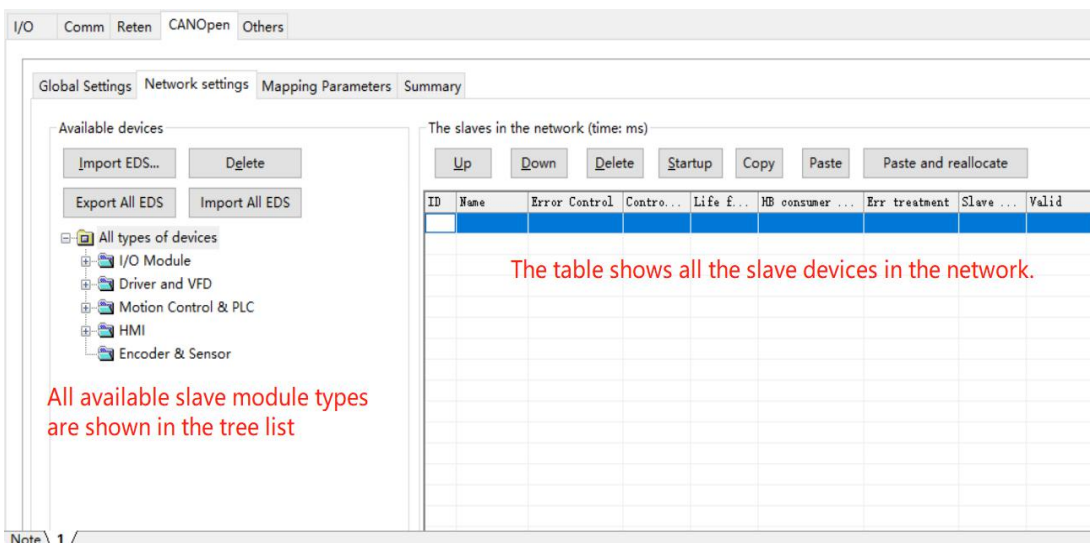 I/O Comm Reten CANOpen Others
Global Settings Network settings Mapping Parameters Summary
Available devices
Import EDS... Delete
Export All EDS Import All EDS
All types of devices
I/O Module
Driver and VFD
Motion Control & PLC
HMI
Encoder & Sensor
All available slave module types
are shown in the tree list
The slaves in the network (time: ms)
Up Down Delete Startup Copy Paste Paste and reallocate
ID Name Error Control Contro... Life f... HB consumer ... Err treatment Slave ... Valid
The table shows all the slave devices in the network.
Note 1